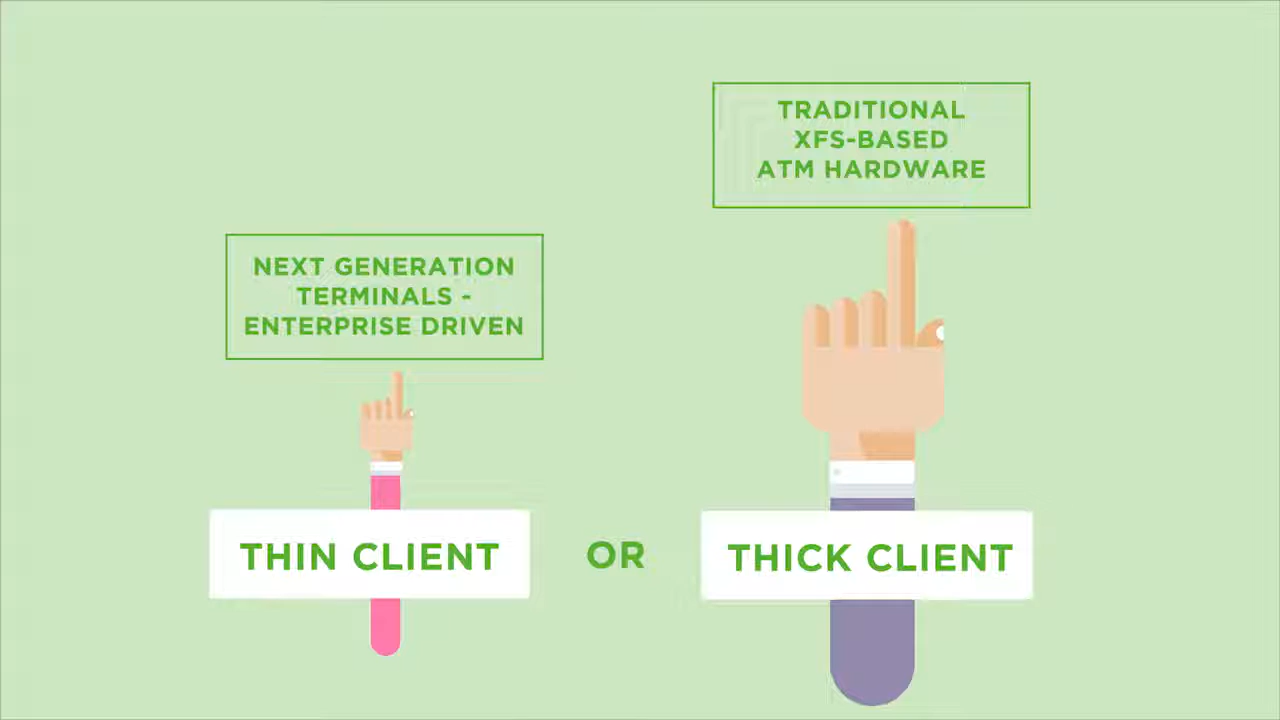 NEXT GENERATION
TERMINALS -
ENTERPRISE DRIVEN
THIN CLIENT
OR
TRADITIONAL
XFS-BASED
ATM HARDWARE
THICK CLIENT